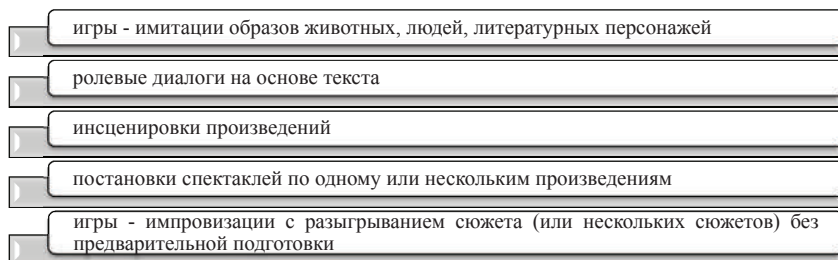 игры - имитации образов животных, людей, литературных персонажей
ролевые диалоги на основе текста
инсценировки произведений
постановки спектаклей по одному или нескольким произведениям
игры - импровизации с разыгрыванием сюжета (или нескольких сюжетов) без
предварительной подготовки